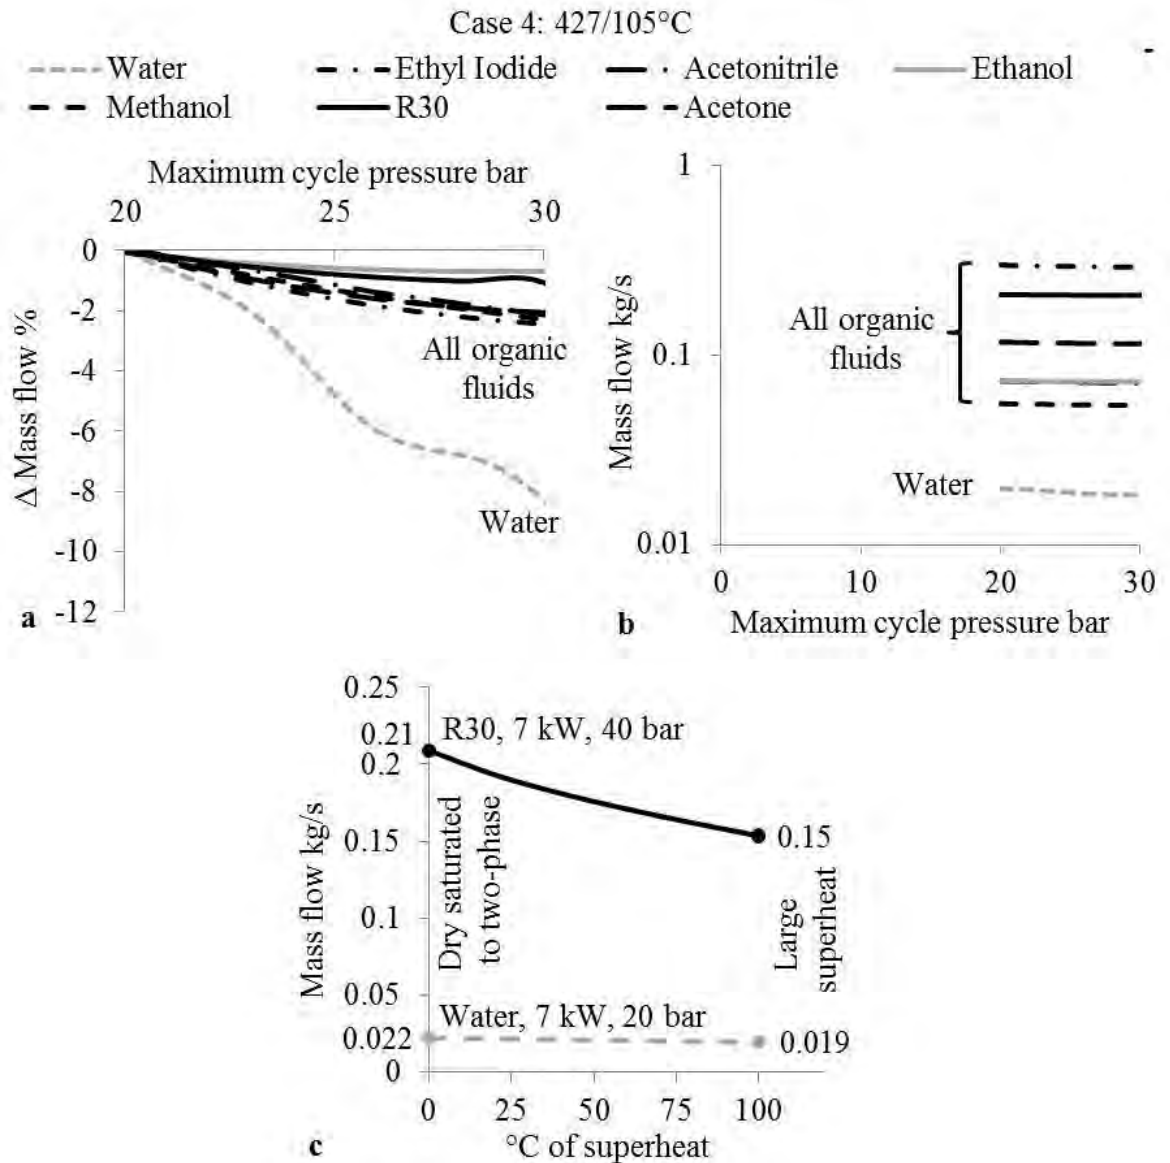 Case 4: 427/105°C
Water Ethyl Iodide Acetonitrile Ethanol
Methanol R30 Acetone
Maximum cycle pressure bar
20 25 30
0
-2
-4
-6
-8
-10
-12
Δ Mass flow %
All organic
fluids
Water
a
1
0.1
0.01
Mass flow kg/s
All organic
fluids
Water
0 10 20 30
Maximum cycle pressure bar
b
0.25
0.21
0.2
0.15
0.1
0.05
0.022
0
Mass flow kg/s
R30, 7 kW, 40 bar
Dry saturated
to two-phase
0.15
Large
superheat
Water, 7 kW, 20 bar
0.019
0 25 50 75 100
°C of superheat
c